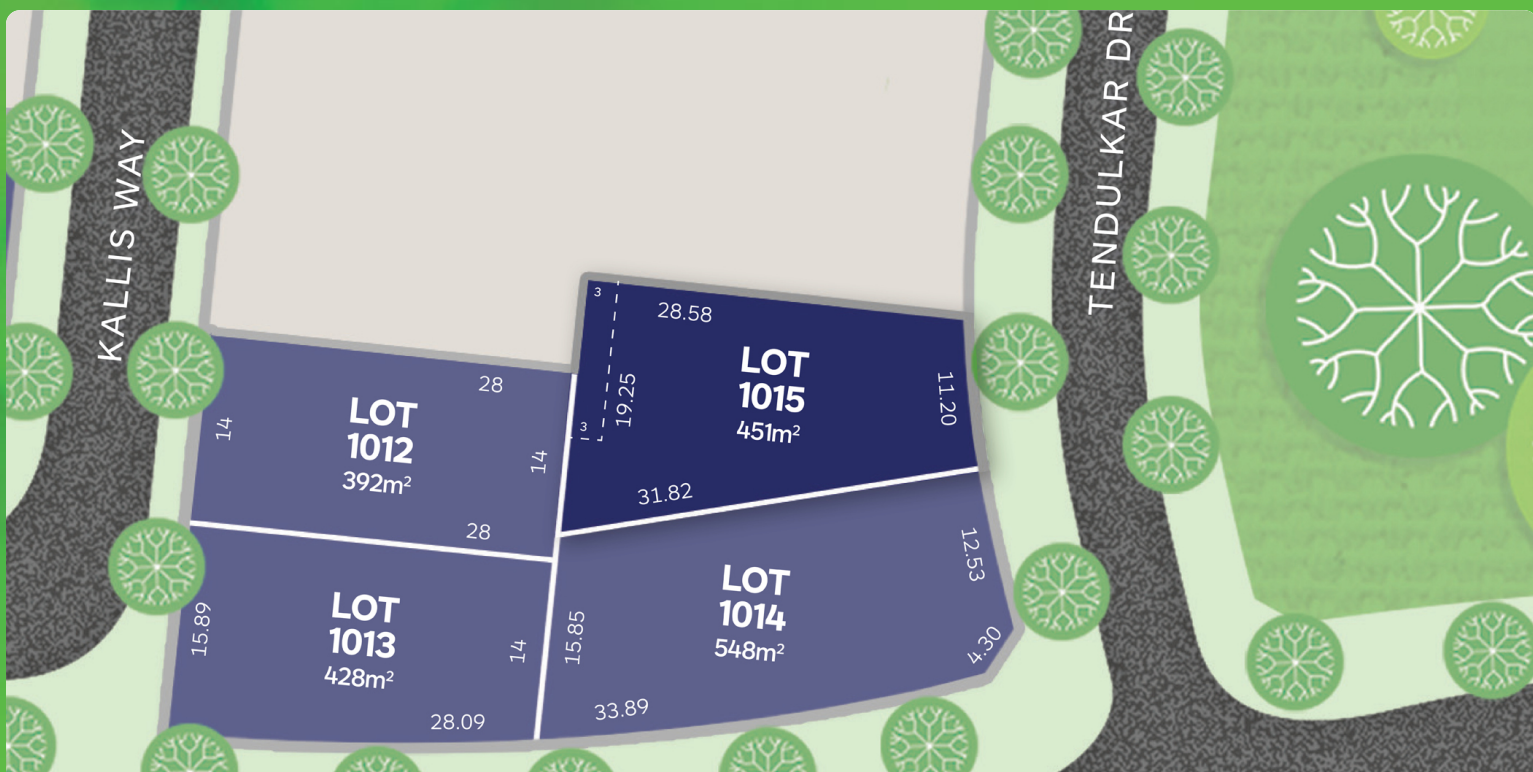 KALLIS WAY
TENDULKAR DR
3
28.58
19.25
3
LOT
1015
451m²
11.20
31.82
28
14
LOT
1012
392m²
14
28
15.89
LOT
1013
428m²
14
28.09
15.85
LOT
1014
548m²
12.53
4.30
33.89